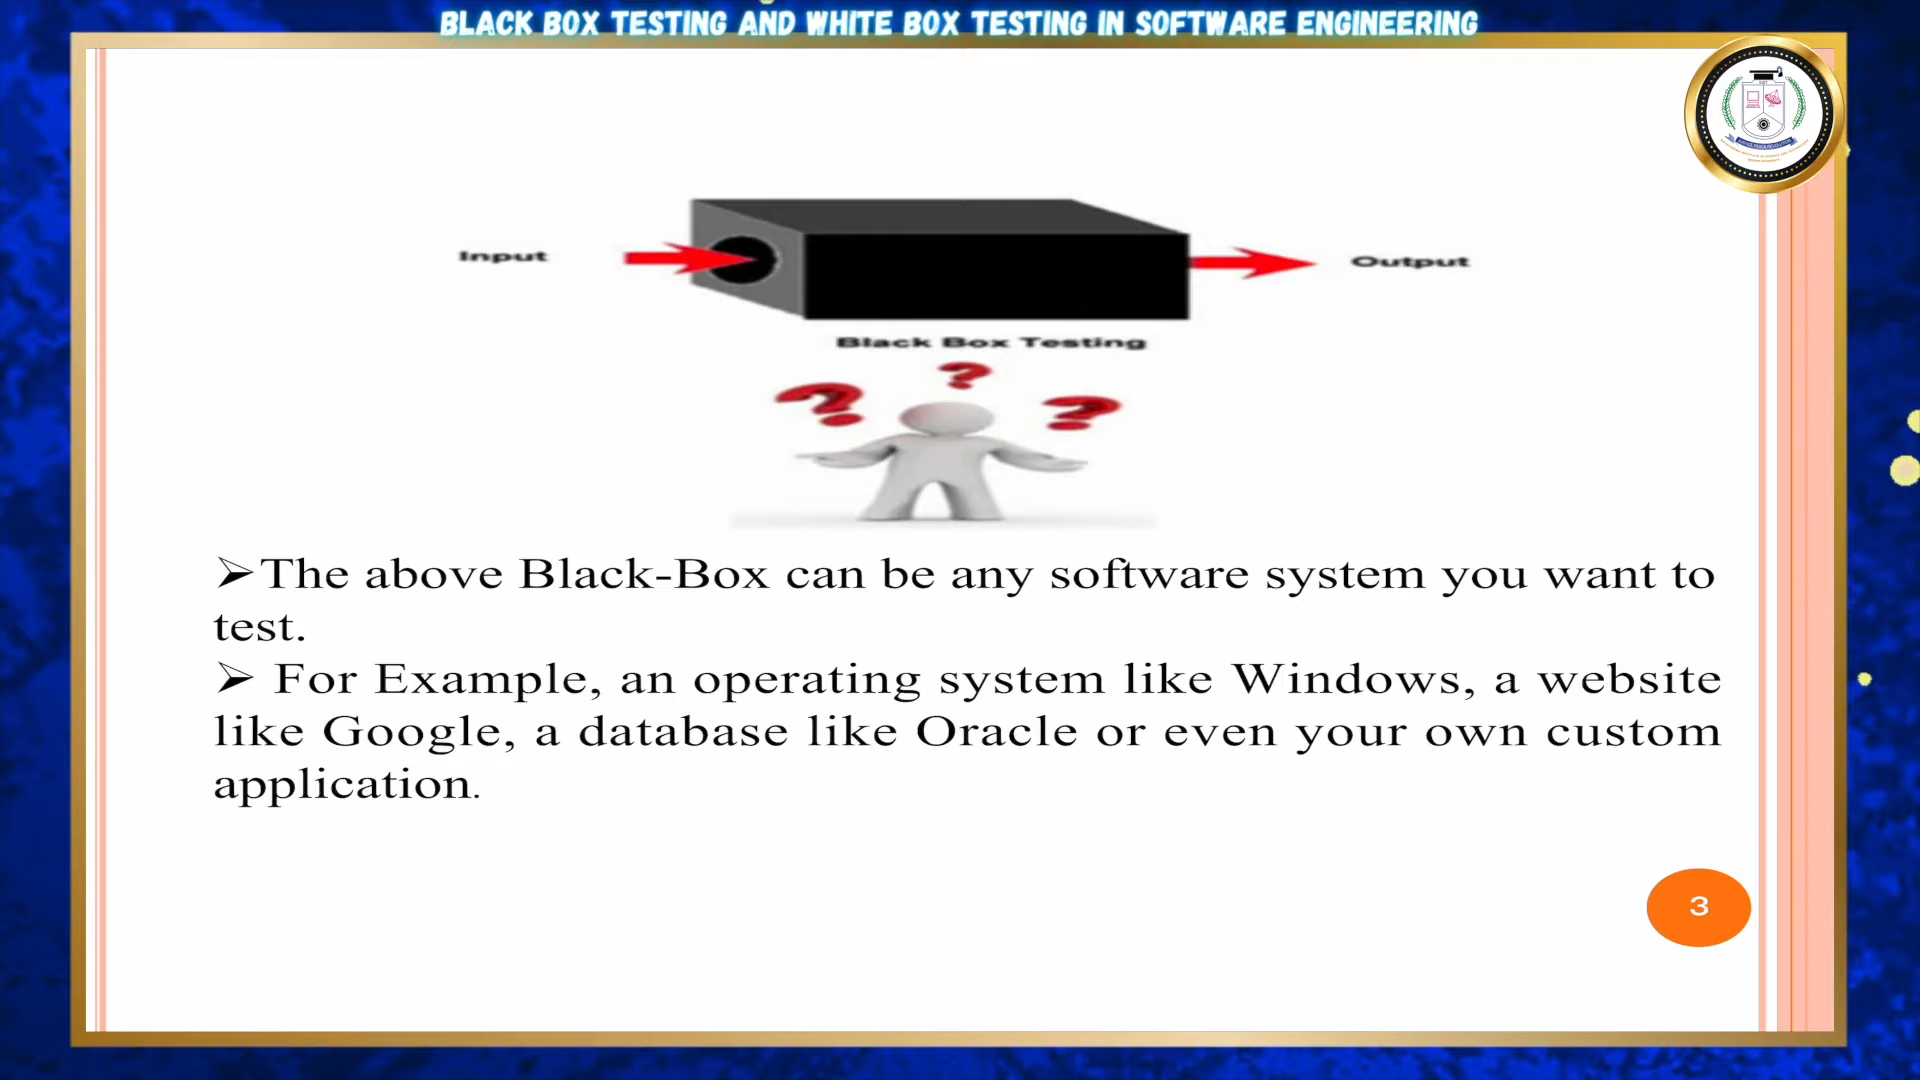 BLACK BOX TESTING AND WHITE BOX TESTING IN SOFTWARE ENGINEERING
Input
Output
Black Box Testing
? ? ?
➢The above Black-Box can be any software system you want to
test.
➢ For Example, an operating system like Windows, a website
like Google, a database like Oracle or even your own custom
application.
3